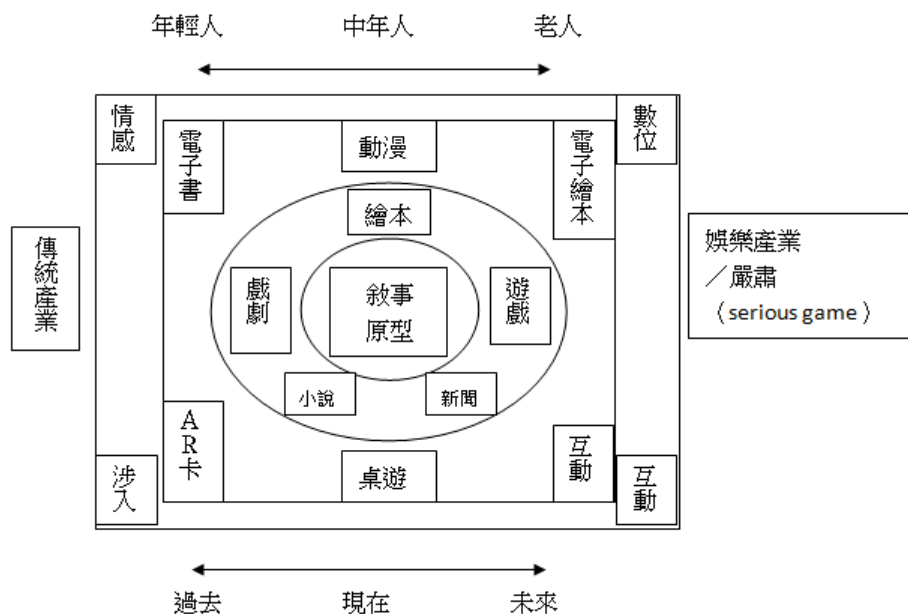 年輕人 中年人 老人
情感
數位
電子書
動漫
電子繪本
繪本
傳統產業
戲劇
敘事
原型
遊戲
娛樂產業
／嚴肅
（serious game）
小說
新聞
AR卡
桌遊
互動
涉入
互動
過去 現在 未來